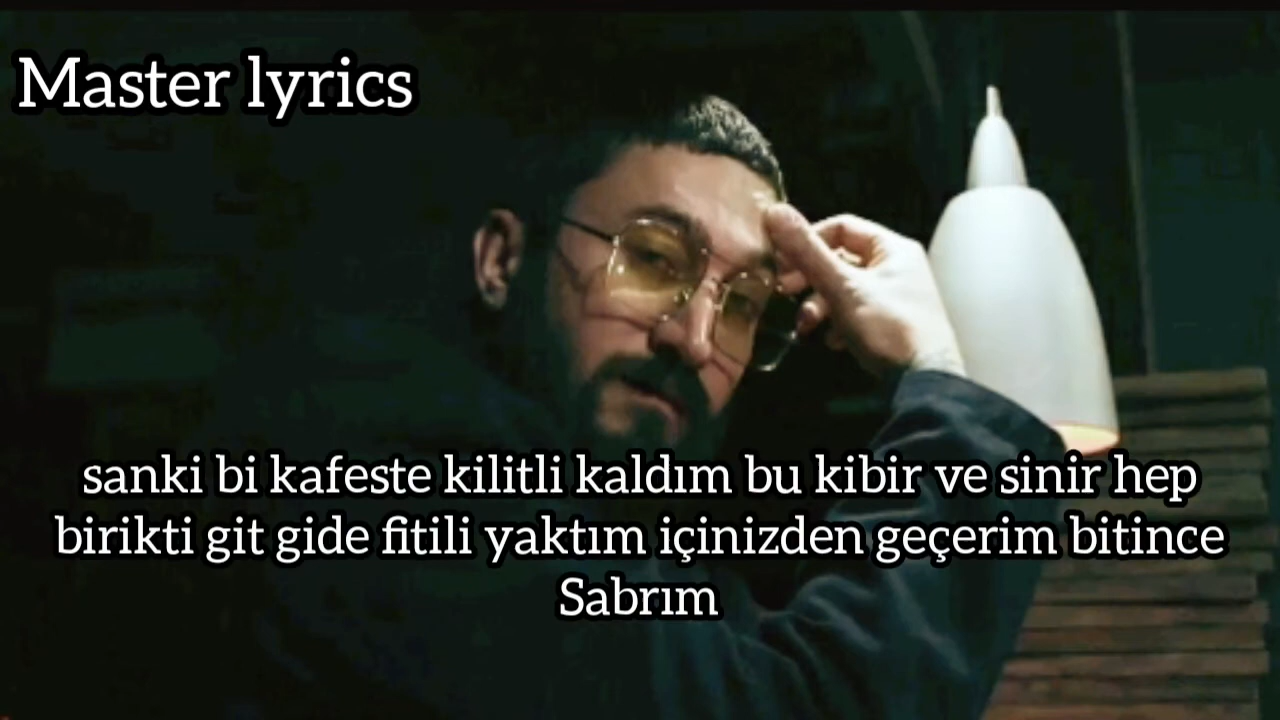 Master lyrics
sanki bi kafeste kilitli kaldım bu kibir ve sinir hep
birikti git gide fitili yaktım içinizden geçerim bitince
Sabrım